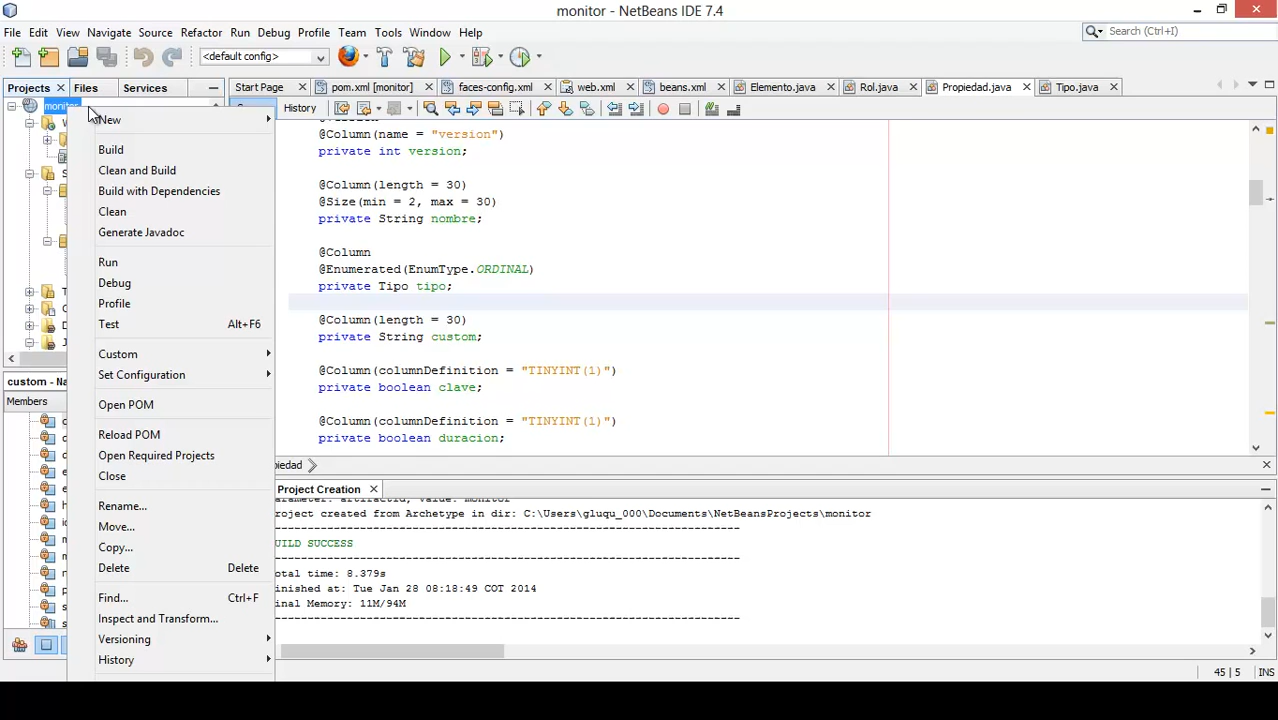 monitor - NetBeans IDE 7.4
File Edit View Navigate Source Refactor Run Debug Profile Team Tools Window Help
Search (Ctrl+I)
<default config>
Projects Files Services
Start Page pom.xml [monitor] faces-config.xml web.xml beans.xml Elemento.java Rol.java Propiedad.java Tipo.java
monitor
History
New
Build
Clean and Build
Build with Dependencies
Clean
Generate Javadoc
Run
Debug
Profile
Test Alt+F6
Custom
Set Configuration
Open POM
Reload POM
Open Required Projects
Close
Rename...
Move...
Copy...
Delete Delete
Find... Ctrl+F
Inspect and Transform...
Versioning
History
@Column(name = "version")
private int version;
@Column(length = 30)
@Size(min = 2, max = 30)
private String nombre;
@Column
@Enumerated(EnumType.ORDINAL)
private Tipo tipo;
@Column(length = 30)
private String custom;
@Column(columnDefinition = "TINYINT(1)")
private boolean clave;
@Column(columnDefinition = "TINYINT(1)")
private boolean duracion;
custom - Na
Members
piedad
Project Creation
arameter: artifactId, value: monitor
roject created from Archetype in dir: C:\Users\gluqu_000\Documents\NetBeansProjects\monitor
------------------------------------------------------------------------
UILD SUCCESS
------------------------------------------------------------------------
otal time: 8.379s
inished at: Tue Jan 28 08:18:49 COT 2014
inal Memory: 11M/94M
------------------------------------------------------------------------
45 | 5 INS